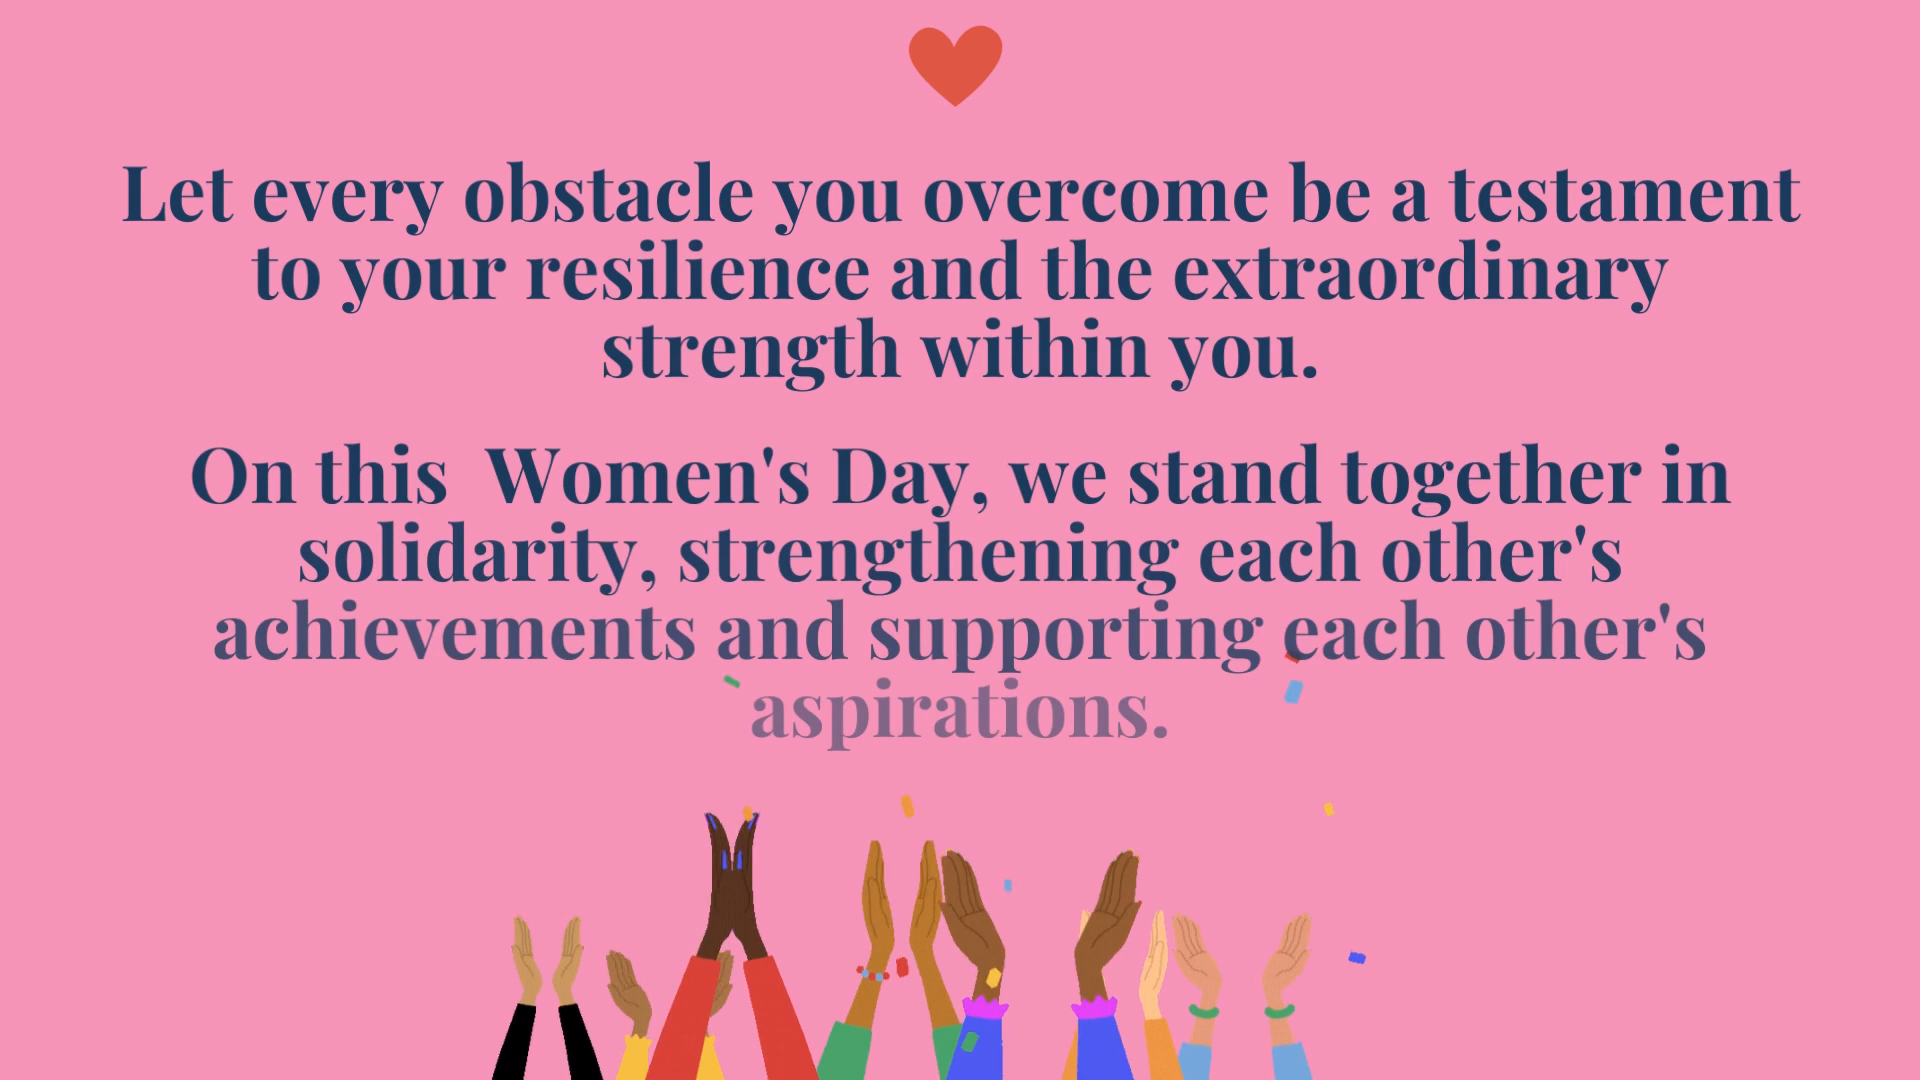 Let every obstacle you overcome be a testament
to your resilience and the extraordinary
strength within you.
On this  Women's Day, we stand together in
solidarity, strengthening each other's
achievements and supporting each other's
aspirations.